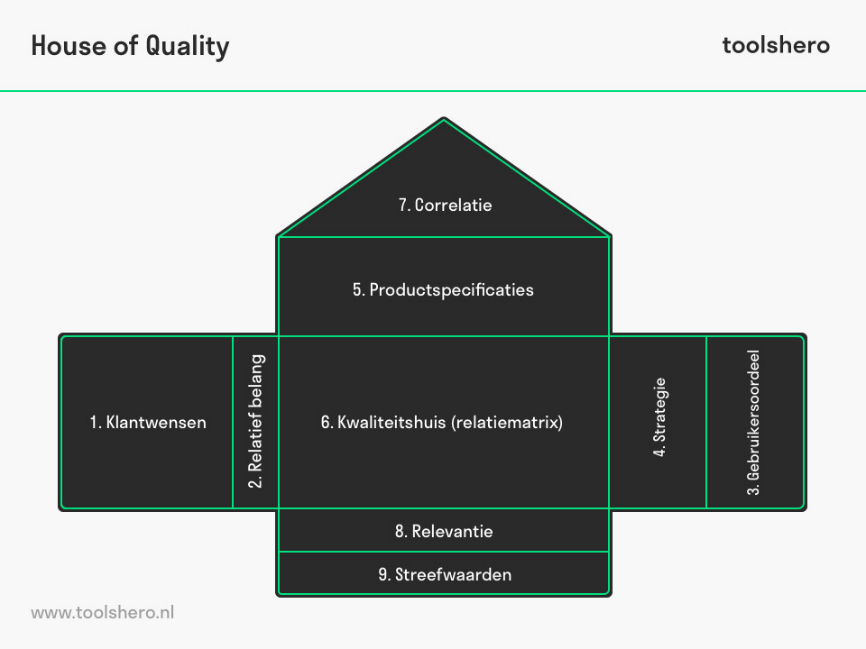 House of Quality
toolshero
7. Correlatie
5. Productspecificaties
1. Klantwensen
2. Relatief belang
6. Kwaliteitshuis (relatiematrix)
4. Strategie
3. Gebruikersoordeel
8. Relevantie
9. Streefwaarden
www.toolshero.nl